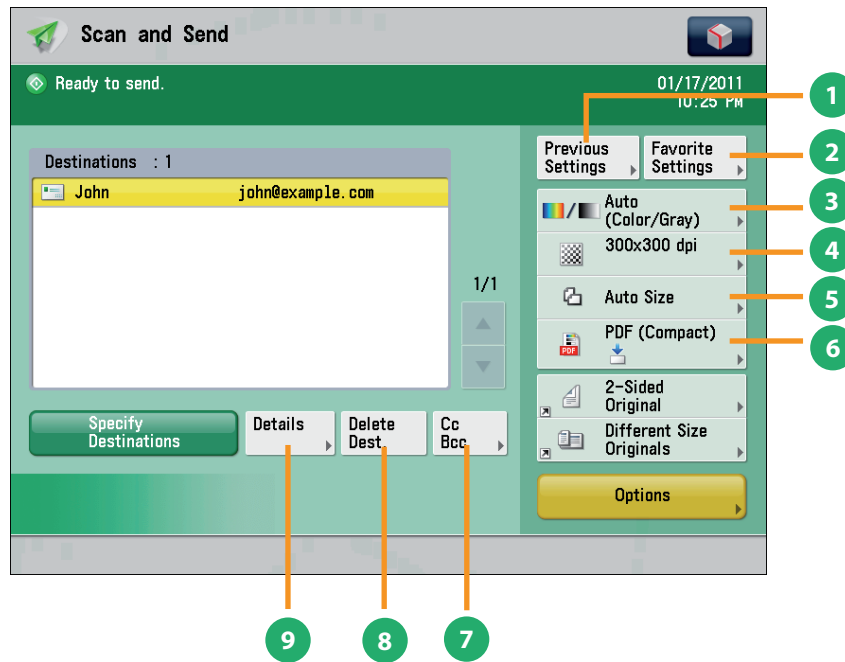 Scan and Send
Ready to send.
01/17/2011
10:25 PM
1
Previous
Settings
Favorite
Settings
2
Destinations : 1
John john@example.com
Auto
(Color/Gray)
3
300x300 dpi
4
1/1
Auto Size
5
PDF
PDF (Compact)
6
2-Sided
Original
Different Size
Originals
Specify
Destinations
Details
Delete
Dest.
Cc
Bcc
Options
9
8
7